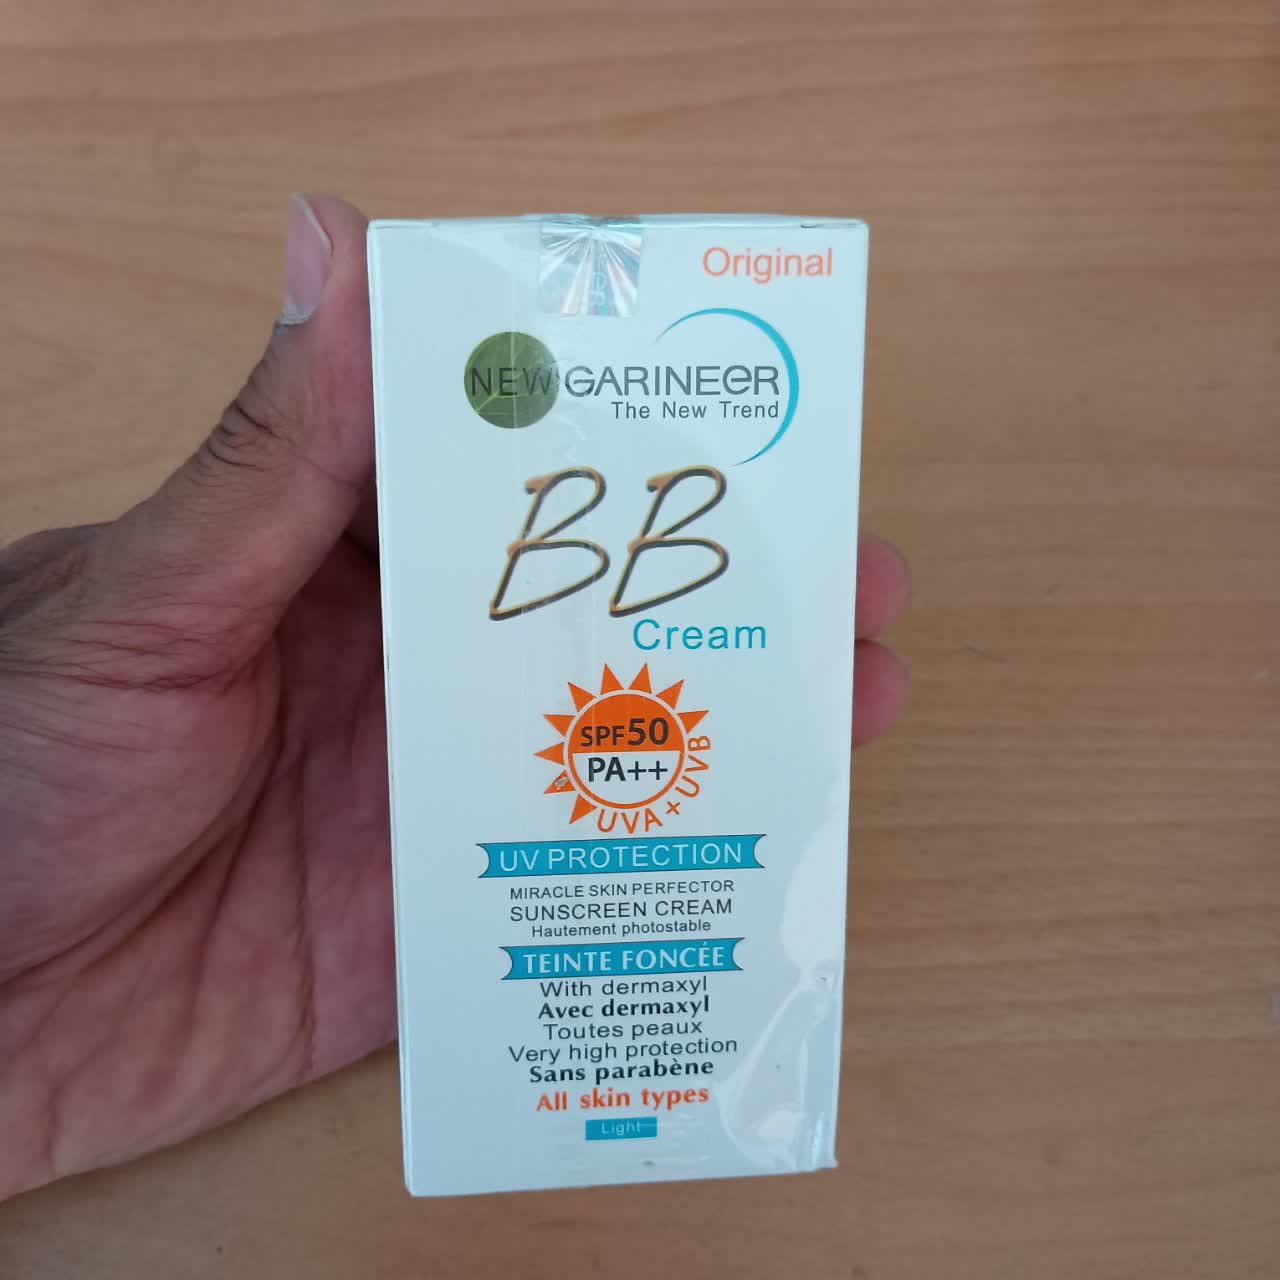 Original
NEW GARINEER
The New Trend
BB
Cream
SPF50
PA++
UVA+UVB
UV PROTECTION
MIRACLE SKIN PERFECTOR
SUNSCREEN CREAM
Hautement photostable
TEINTE FONCÉE
With dermaxyl
Avec dermaxyl
Toutes peaux
Very high protection
Sans parabène
All skin types
Light